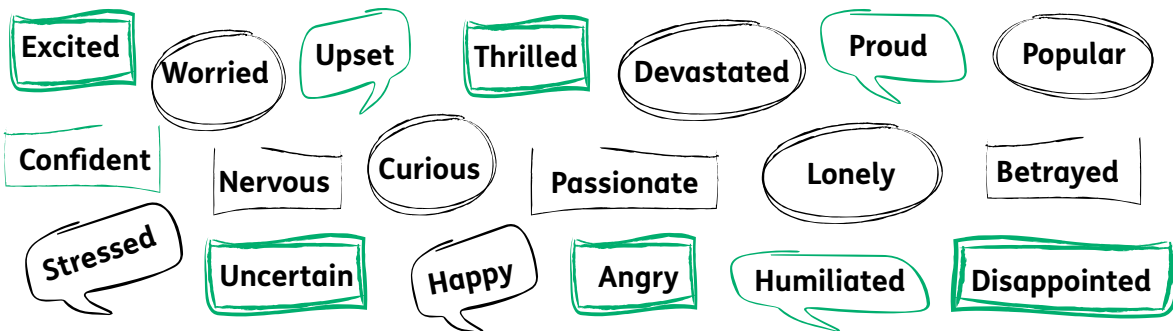 Excited
Worried
Upset
Thrilled
Devastated
Proud
Popular
Confident
Nervous
Curious
Passionate
Lonely
Betrayed
Stressed
Uncertain
Happy
Angry
Humiliated
Disappointed